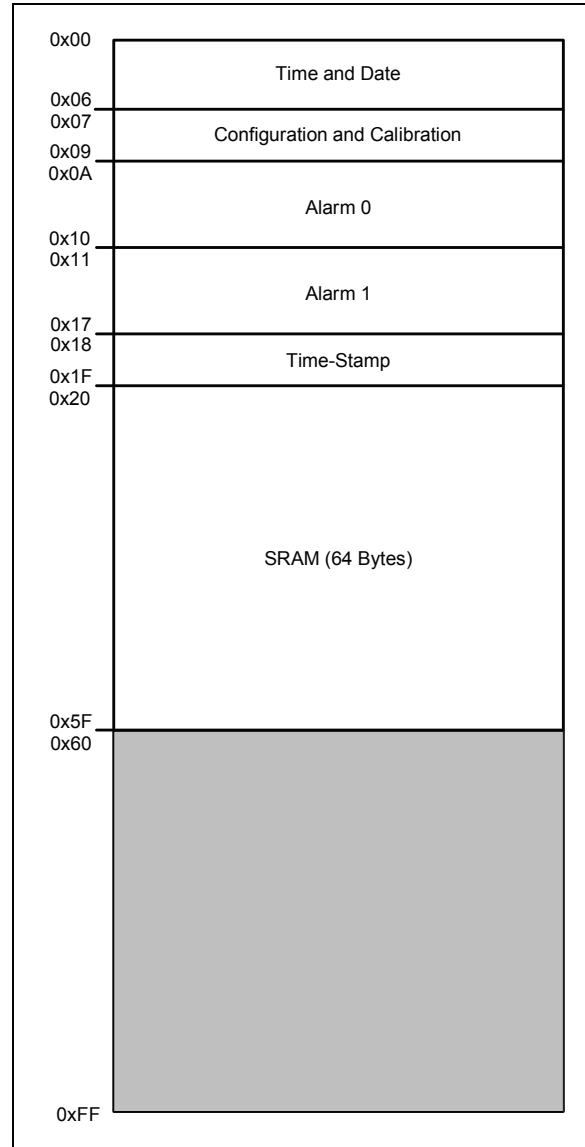 0x00
Time and Date
0x06
0x07
Configuration and Calibration
0x09
0x0A
Alarm 0
0x10
0x11
Alarm 1
0x17
0x18
Time-Stamp
0x1F
0x20
SRAM (64 Bytes)
0x5F
0x60
0xFF